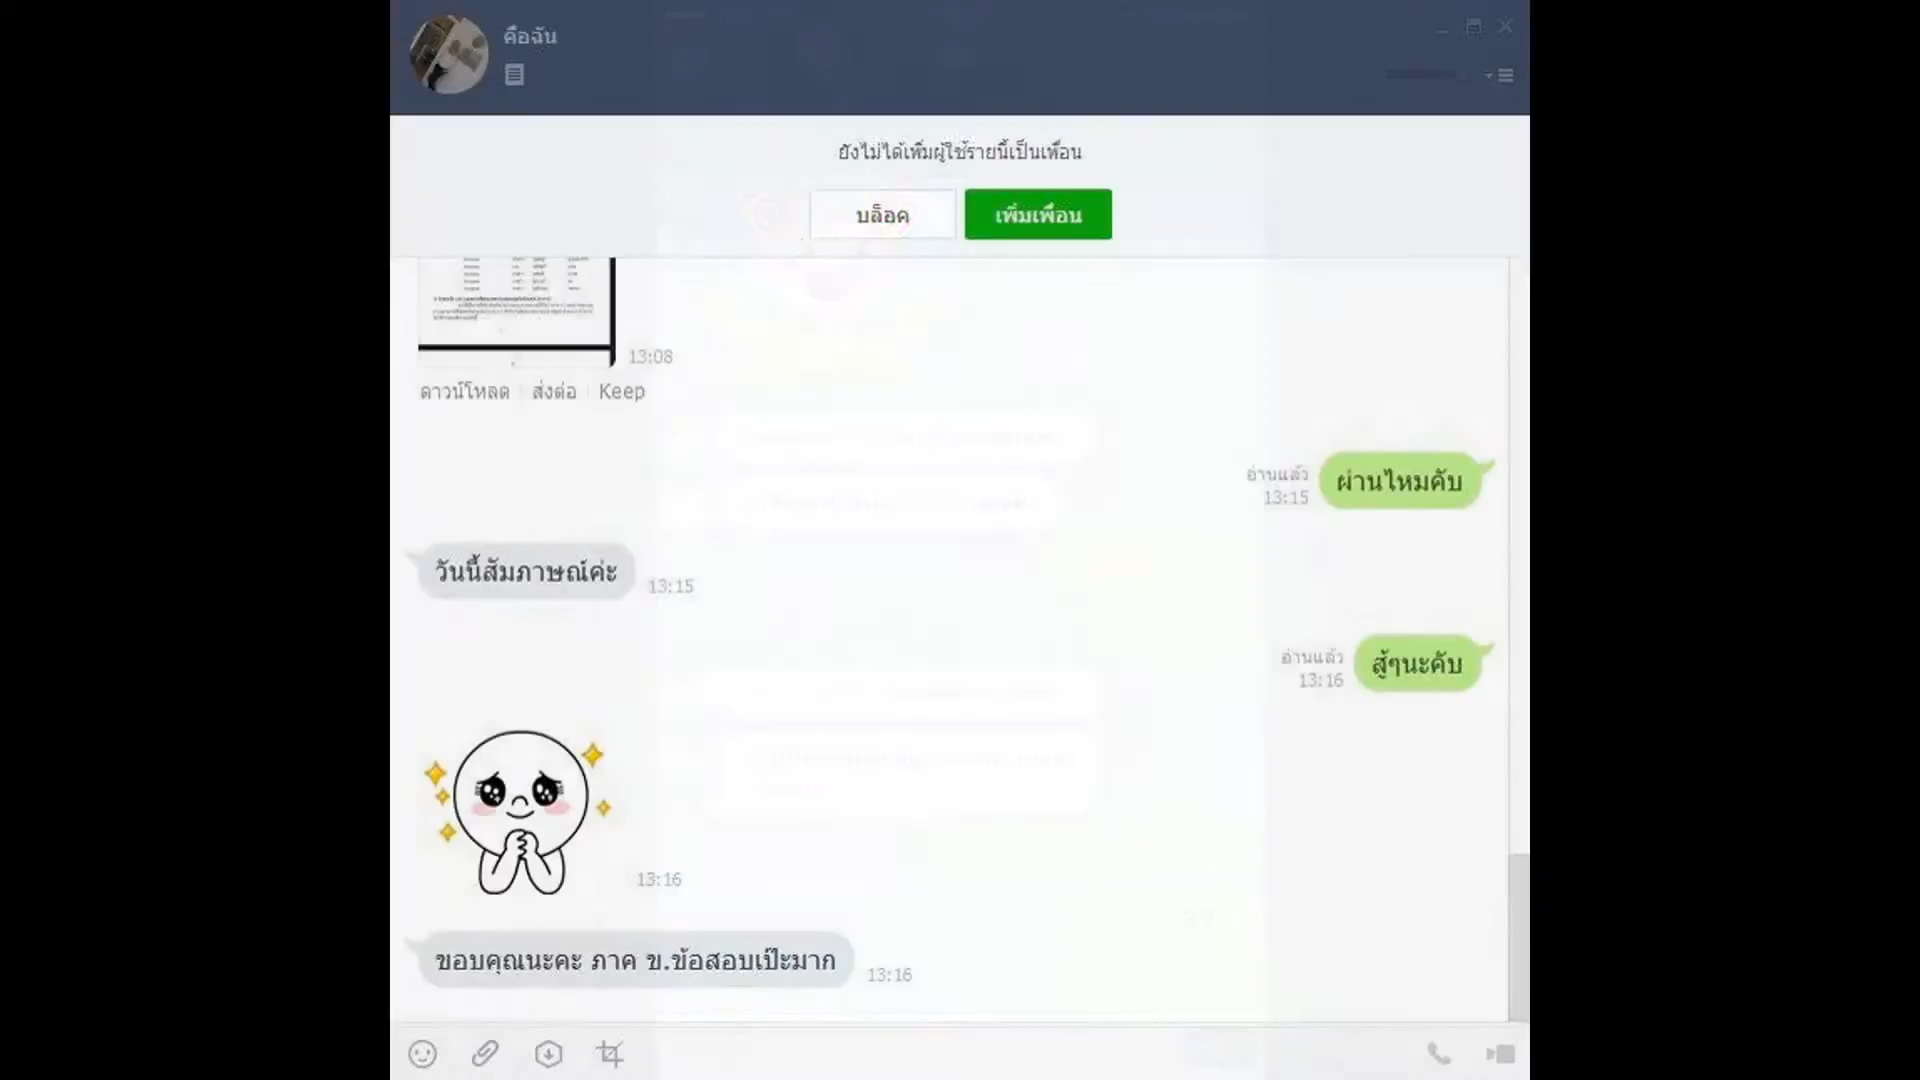 คือฉัน
ยังไม่ได้เพิ่มผู้ใช้รายนี้เป็นเพื่อน
บล็อค
เพิ่มเพื่อน
13:08
ดาวน์โหลด
ส่งต่อ
Keep
อ่านแล้ว
13:15
ผ่านไหมคับ
วันนี้สัมภาษณ์ค่ะ
13:15
อ่านแล้ว
13:16
สู้ๆนะคับ
13:16
ขอบคุณนะคะ ภาค ข.ข้อสอบเป๊ะมาก
13:16